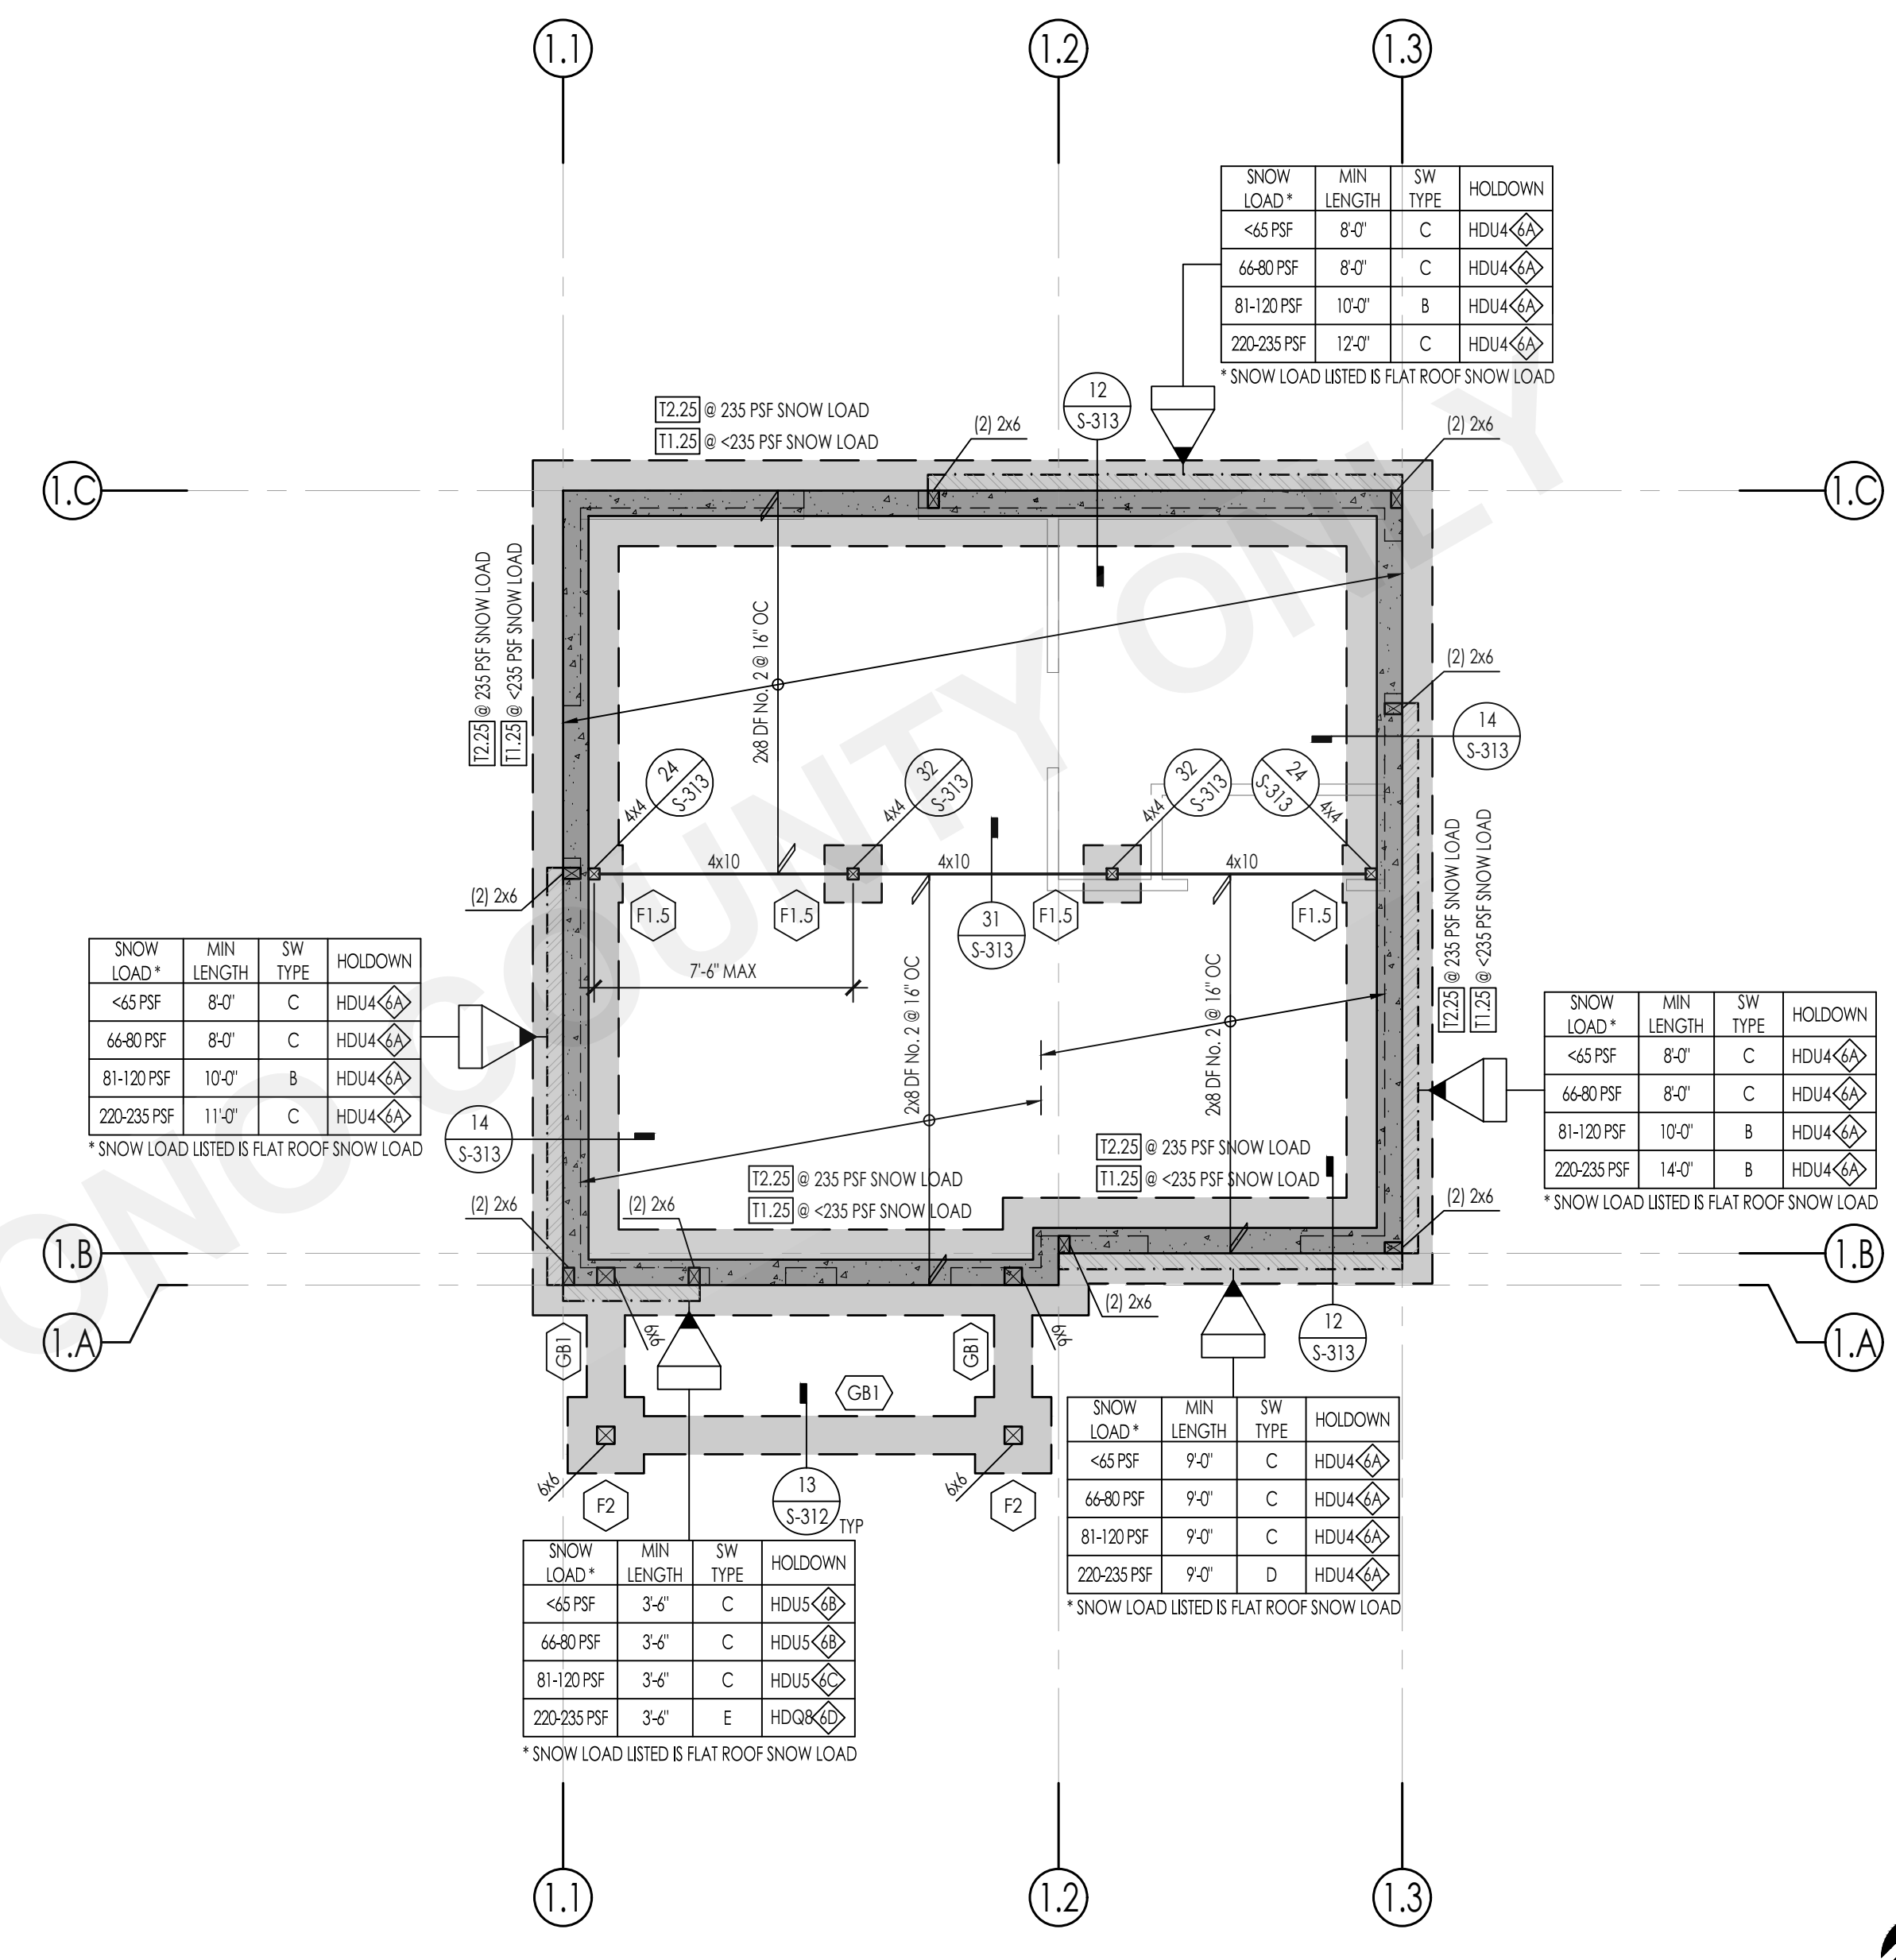 1.1
1.2
1.3
SNOW LOAD * MIN LENGTH SW TYPE HOLDOWN
<65 PSF 8'-0" C HDU4 6A
66-80 PSF 8'-0" C HDU4 6A
81-120 PSF 10'-0" B HDU4 6A
220-235 PSF 12'-0" C HDU4 6A
* SNOW LOAD LISTED IS FLAT ROOF SNOW LOAD
12
S-313
T2.25 @ 235 PSF SNOW LOAD
T1.25 @ <235 PSF SNOW LOAD
(2) 2x6
(2) 2x6
1.C
1.C
T2.25 @ 235 PSF SNOW LOAD
T1.25 @ <235 PSF SNOW LOAD
2x8 DF No. 2 @ 16" OC
(2) 2x6
14
S-313
24
S-313
4x4
32
S-313
4x4
32
S-313
4x4
24
S-313
4x4
4x10
4x10
4x10
(2) 2x6
F1.5
F1.5
F1.5
F1.5
31
S-313
7'-6" MAX
2x8 DF No. 2 @ 16" OC
2x8 DF No. 2 @ 16" OC
T2.25 @ 235 PSF SNOW LOAD
T1.25 @ <235 PSF SNOW LOAD
SNOW LOAD * MIN LENGTH SW TYPE HOLDOWN
<65 PSF 8'-0" C HDU4 6A
66-80 PSF 8'-0" C HDU4 6A
81-120 PSF 10'-0" B HDU4 6A
220-235 PSF 11'-0" C HDU4 6A
* SNOW LOAD LISTED IS FLAT ROOF SNOW LOAD
SNOW LOAD * MIN LENGTH SW TYPE HOLDOWN
<65 PSF 8'-0" C HDU4 6A
66-80 PSF 8'-0" C HDU4 6A
81-120 PSF 10'-0" B HDU4 6A
220-235 PSF 14'-0" B HDU4 6A
* SNOW LOAD LISTED IS FLAT ROOF SNOW LOAD
14
S-313
T2.25 @ 235 PSF SNOW LOAD
T1.25 @ <235 PSF SNOW LOAD
T2.25 @ 235 PSF SNOW LOAD
T1.25 @ <235 PSF SNOW LOAD
(2) 2x6
(2) 2x6
(2) 2x6
1.B
1.B
(2) 2x6
1.A
1.A
GB1
6x6
GB1
6x6
12
S-313
GB1
6x6
F2
13
S-312
TYP
6x6
F2
SNOW LOAD * MIN LENGTH SW TYPE HOLDOWN
<65 PSF 9'-0" C HDU4 6A
66-80 PSF 9'-0" C HDU4 6A
81-120 PSF 9'-0" C HDU4 6A
220-235 PSF 9'-0" D HDU4 6A
* SNOW LOAD LISTED IS FLAT ROOF SNOW LOAD
SNOW LOAD * MIN LENGTH SW TYPE HOLDOWN
<65 PSF 3'-6" C HDU5 6B
66-80 PSF 3'-6" C HDU5 6B
81-120 PSF 3'-6" C HDU5 6C
220-235 PSF 3'-6" E HDQ8 6D
* SNOW LOAD LISTED IS FLAT ROOF SNOW LOAD
1.1
1.2
1.3
ONO COUNTY ONLY